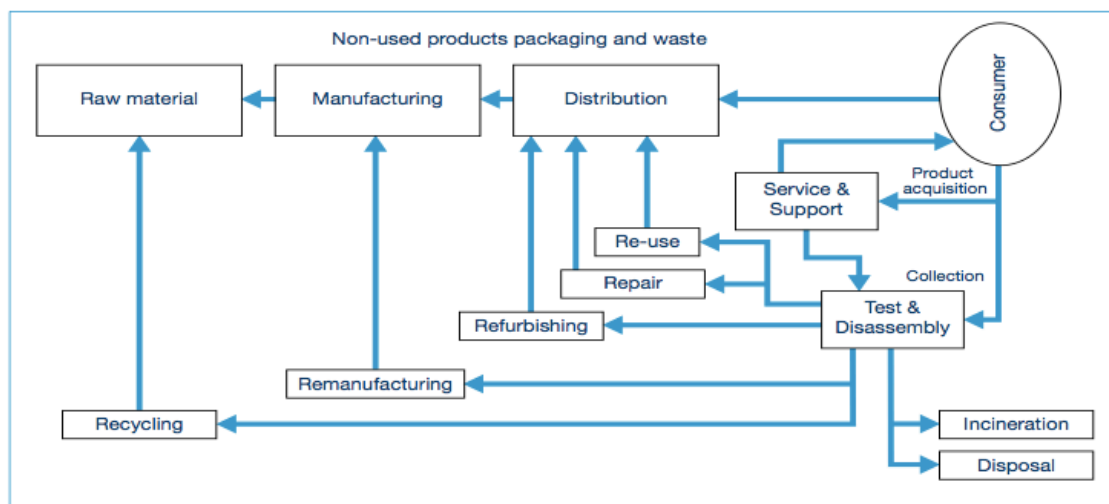 Non-used products packaging and waste
Raw material
Manufacturing
Distribution
Consumer
Product
acquisition
Service &
Support
Re-use
Collection
Repair
Test &
Disassembly
Refurbishing
Remanufacturing
Recycling
Incineration
Disposal